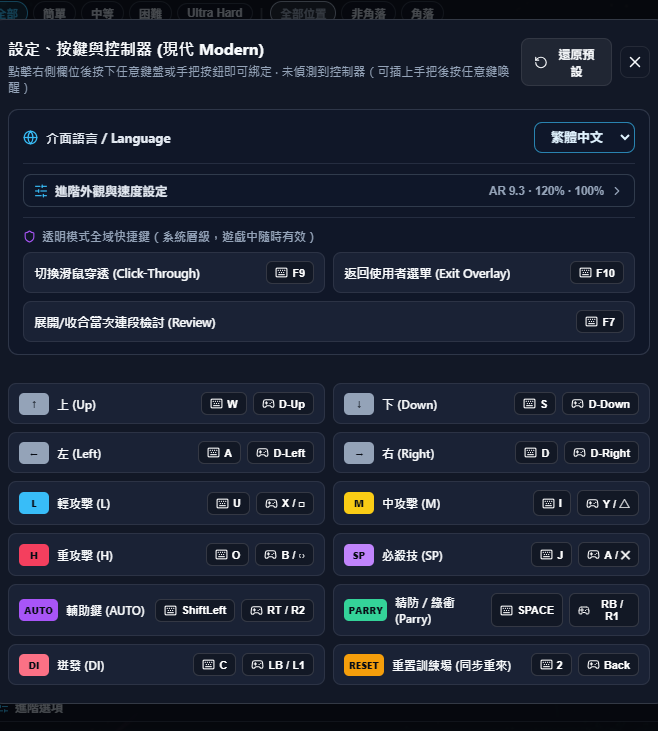 全部 簡單 中等 困難 Ultra Hard 全部位置 非角落 角落
設定、按鍵與控制器 (現代 Modern)
點擊右側欄位後按下任意鍵盤或手把按鈕即可綁定 · 未偵測到控制器（可插上手把後按任意鍵喚
醒）
還原預
設
介面語言 / Language
繁體中文
進階外觀與速度設定
AR 9.3 · 120% · 100%
透明模式全域快捷鍵（系統層級，遊戲中隨時有效）
切換滑鼠穿透 (Click-Through) F9
返回使用者選單 (Exit Overlay) F10
展開/收合當次連段檢討 (Review) F7
↑ 上 (Up) W D-Up
↓ 下 (Down) S D-Down
← 左 (Left) A D-Left
→ 右 (Right) D D-Right
L 輕攻擊 (L) U X / □
M 中攻擊 (M) I Y / △
H 重攻擊 (H) O B / ○
SP 必殺技 (SP) J A / ✕
AUTO 輔助鍵 (AUTO) ShiftLeft RT / R2
PARRY 精防 / 綠衝
(Parry) SPACE RB /
R1
DI 迸發 (DI) C LB / L1
RESET 重置訓練場 (同步重來) 2 Back
進階選項